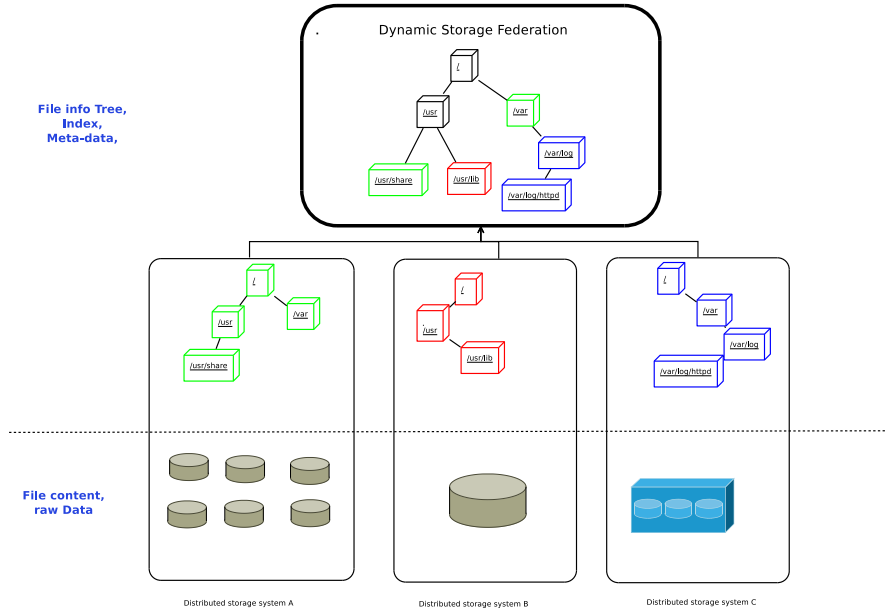 Dynamic Storage Federation
/
/usr
/var
/var/log
/usr/share
/usr/lib
/var/log/httpd
File info Tree,
Index,
Meta-data,
/
/usr
/var
/usr/share
/
/usr
/usr/lib
/
/var
/var/log
/var/log/httpd
File content,
raw Data
Distributed storage system A
Distributed storage system B
Distributed storage system C